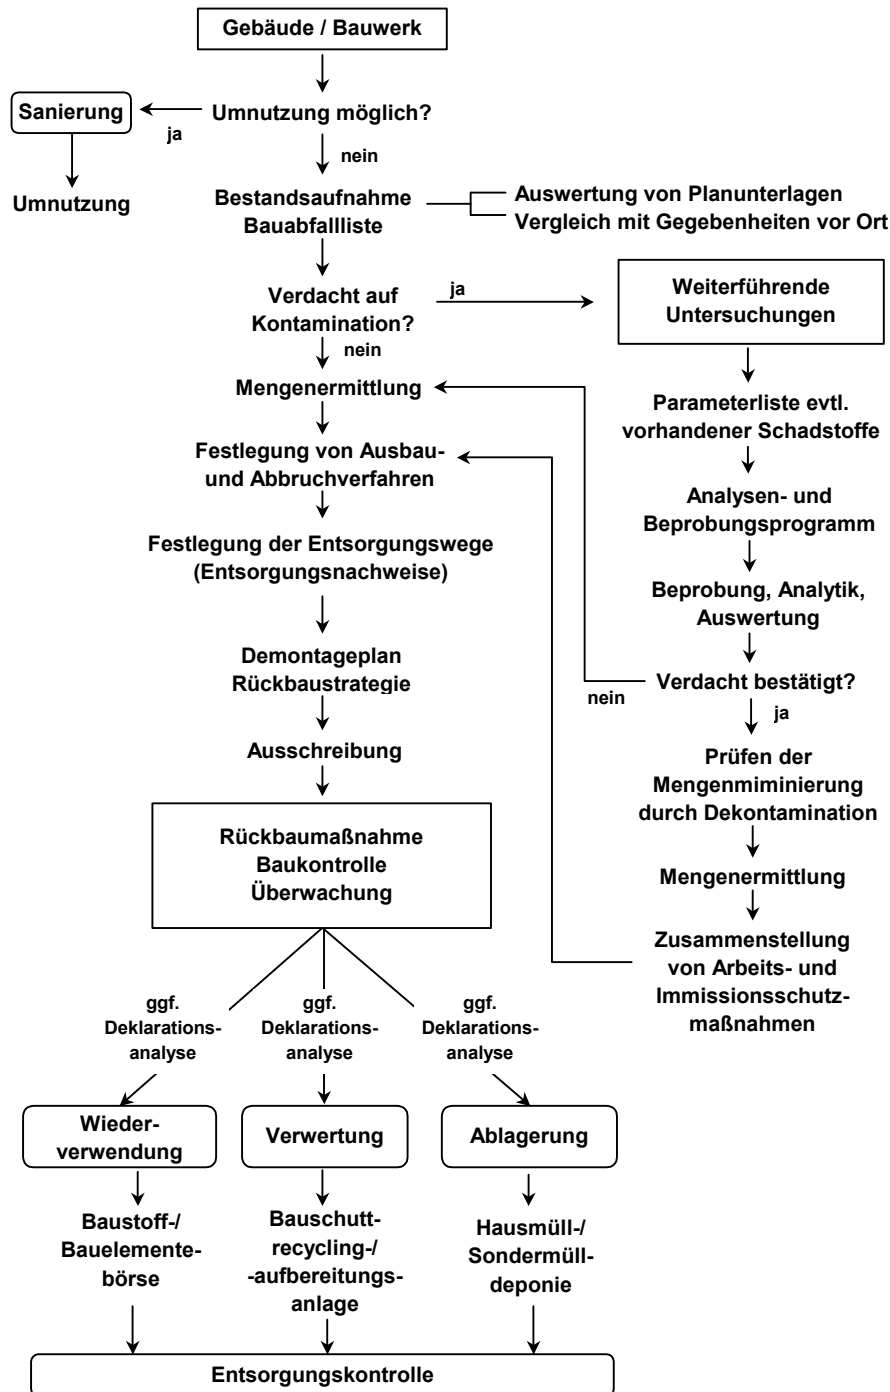 Gebäude / Bauwerk
Sanierung
ja
Umnutzung möglich?
nein
Umnutzung
Bestandsaufnahme
Bauabfallliste
Auswertung von Planunterlagen
Vergleich mit Gegebenheiten vor Ort
Verdacht auf
Kontamination?
ja
nein
Weiterführende
Untersuchungen
Mengenermittlung
Parameterliste evtl.
vorhandener Schadstoffe
Festlegung von Ausbau-
und Abbruchverfahren
Analysen- und
Beprobungsprogramm
Festlegung der Entsorgungswege
(Entsorgungsnachweise)
Beprobung, Analytik,
Auswertung
Demontageplan
Rückbaustrategie
Verdacht bestätigt?
nein
ja
Ausschreibung
Prüfen der
Mengenmiminierung
durch Dekontamination
Rückbaumaßnahme
Baukontrolle
Überwachung
Mengenermittlung
Zusammenstellung
von Arbeits- und
Immissionsschutz-
maßnahmen
ggf.
Deklarations-
analyse
ggf.
Deklarations-
analyse
ggf.
Deklarations-
analyse
Wieder-
verwendung
Verwertung
Ablagerung
Baustoff-/
Bauelemente-
börse
Bauschutt-
recycling-/
-aufbereitungs-
anlage
Hausmüll-/
Sondermüll-
deponie
Entsorgungskontrolle